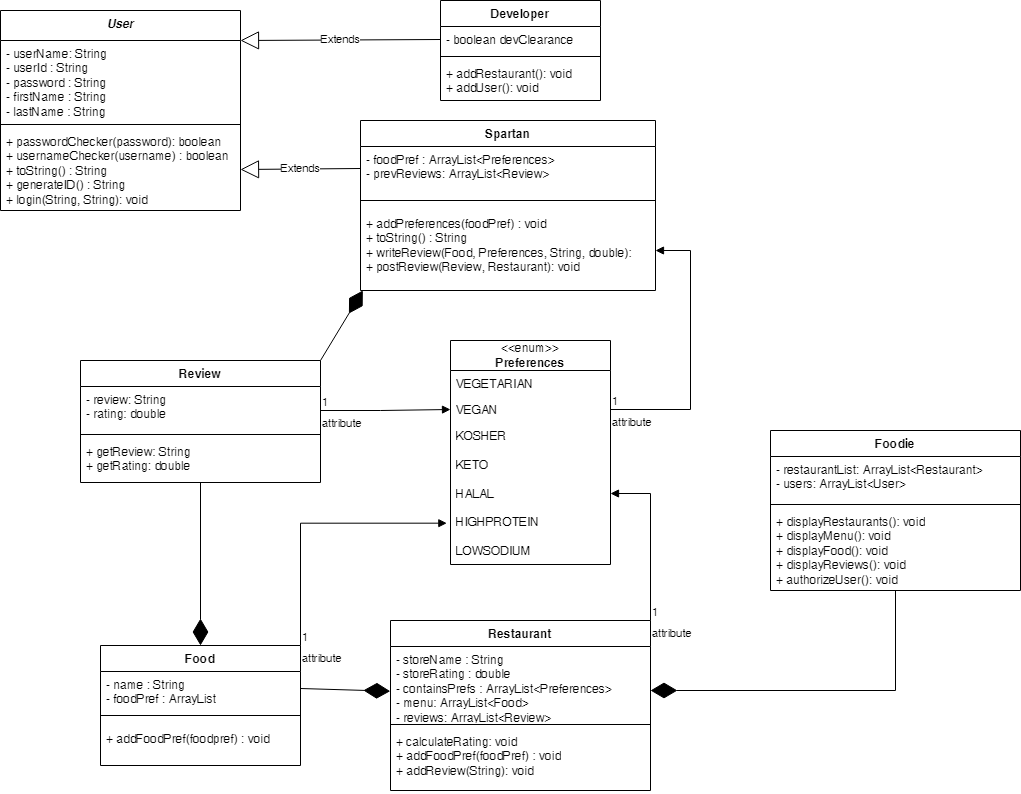 User
- userName: String
- userId : String
- password : String
- firstName : String
- lastName : String
+ passwordChecker(password): boolean
+ usernameChecker(username) : boolean
+ toString() : String
+ generateID() : String
+ login(String, String): void
Extends
Developer
- boolean devClearance
+ addRestaurant(): void
+ addUser(): void
Extends
Spartan
- foodPref : ArrayList<Preferences>
- prevReviews: ArrayList<Review>
+ addPreferences(foodPref) : void
+ toString() : String
+ writeReview(Food, Preferences, String, double):
+ postReview(Review, Restaurant): void
Review
- review: String
- rating: double
+ getReview: String
+ getRating: double
1
attribute
<<enum>>
Preferences
VEGETARIAN
VEGAN
KOSHER
KETO
HALAL
HIGHPROTEIN
LOWSODIUM
1
attribute
Foodie
- restaurantList: ArrayList<Restaurant>
- users: ArrayList<User>
+ displayRestaurants(): void
+ displayMenu(): void
+ displayFood(): void
+ displayReviews(): void
+ authorizeUser(): void
Food
- name : String
- foodPref : ArrayList
+ addFoodPref(foodpref) : void
1
attribute
Restaurant
- storeName : String
- storeRating : double
- containsPrefs : ArrayList<Preferences>
- menu: ArrayList<Food>
- reviews: ArrayList<Review>
+ calculateRating: void
+ addFoodPref(foodPref) : void
+ addReview(String): void
1
attribute